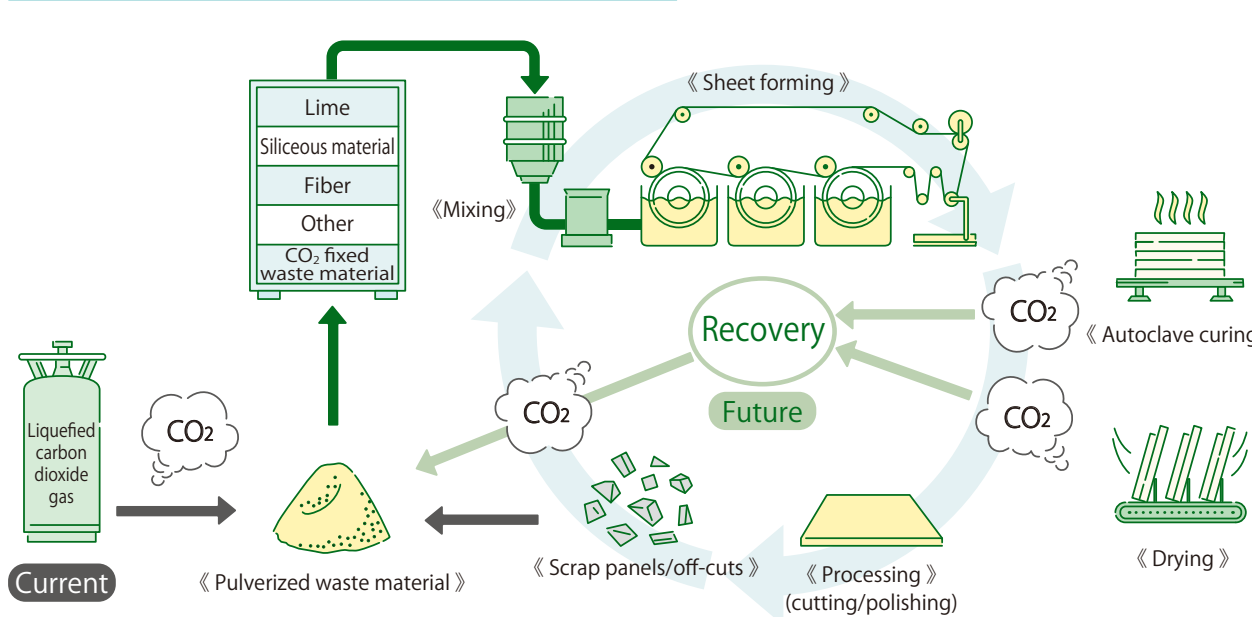 《 Sheet forming 》
Lime
Siliceous material
Fiber
Other
CO2 fixed
waste material
《Mixing》
Recovery
Future
CO2
《 Autoclave curing
CO2
《 Drying 》
CO2
Liquefied
carbon
dioxide
gas
CO2
Current
《 Pulverized waste material 》
《 Scrap panels/off-cuts 》
《 Processing 》
(cutting/polishing)